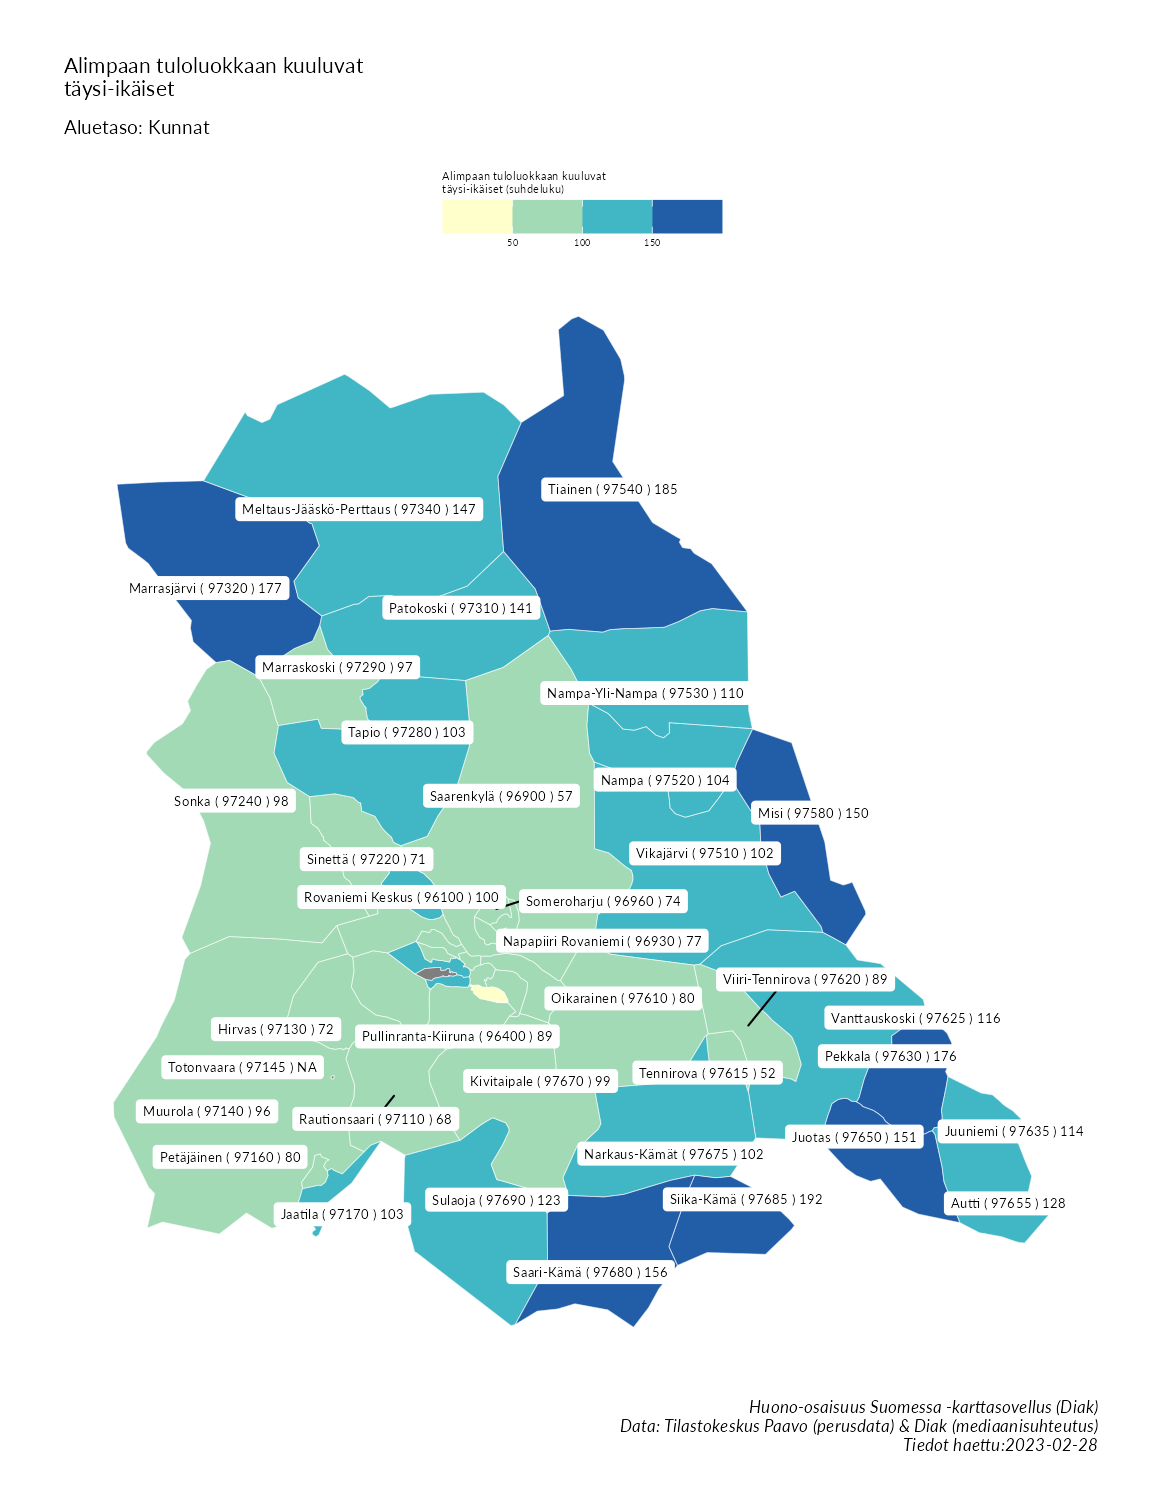 Alimpaan tuloluokkaan kuuluvat
täysi-ikäiset
Aluetaso: Kunnat
Alimpaan tuloluokkaan kuuluvat
täysi-ikäiset (suhdeluku)
50 100 150
Tiainen ( 97540 ) 185
Meltaus-Jääskö-Perttaus ( 97340 ) 147
Marrasjärvi ( 97320 ) 177
Patokoski ( 97310 ) 141
Marraskoski ( 97290 ) 97
Nampa-Yli-Nampa ( 97530 ) 110
Tapio ( 97280 ) 103
Nampa ( 97520 ) 104
Saarenkylä ( 96900 ) 57
Sonka ( 97240 ) 98
Misi ( 97580 ) 150
Vikajärvi ( 97510 ) 102
Sinettä ( 97220 ) 71
Rovaniemi Keskus ( 96100 ) 100
Someroharju ( 96960 ) 74
Napapiiri Rovaniemi ( 96930 ) 77
Viiri-Tennirova ( 97620 ) 89
Oikarainen ( 97610 ) 80
Vanttauskoski ( 97625 ) 116
Hirvas ( 97130 ) 72
Pullinranta-Kiiruna ( 96400 ) 89
Pekkala ( 97630 ) 176
Totonvaara ( 97145 ) NA
Tennirova ( 97615 ) 52
Kivitaipale ( 97670 ) 99
Muurola ( 97140 ) 96
Rautionsaari ( 97110 ) 68
Juuniemi ( 97635 ) 114
Juotas ( 97650 ) 151
Petäjäinen ( 97160 ) 80
Narkaus-Kämät ( 97675 ) 102
Sulaoja ( 97690 ) 123
Siika-Kämä ( 97685 ) 192
Autti ( 97655 ) 128
Jaatila ( 97170 ) 103
Saari-Kämä ( 97680 ) 156
Huono-osaisuus Suomessa -karttasovellus (Diak)
Data: Tilastokeskus Paavo (perusdata) & Diak (mediaanisuhteutus)
Tiedot haettu:2023-02-28